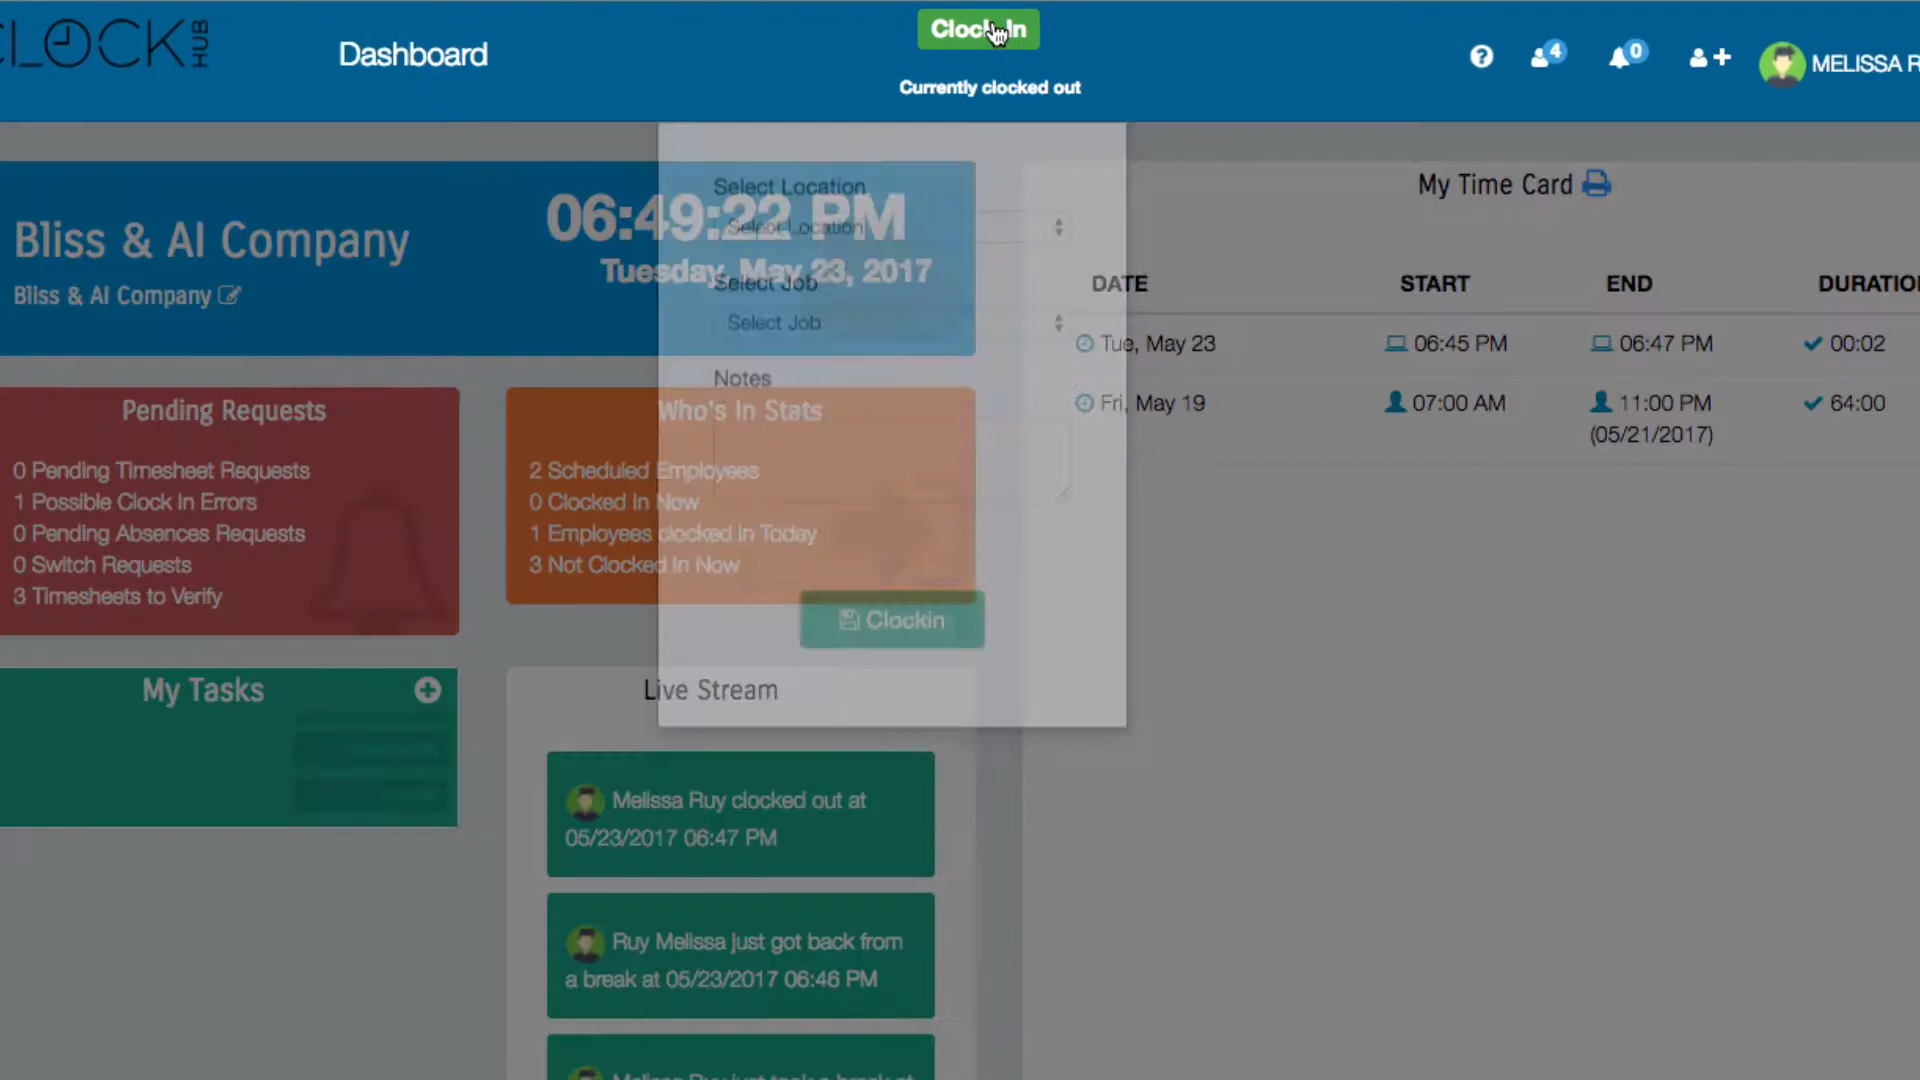 CLOCK HUB
Dashboard
Clock In
Currently clocked out
4
0
MELISSA R
Bliss & AI Company
Bliss & AI Company
06:49:22 PM
Tuesday, May 23, 2017
Select Location
Select Location
Select Job
Select Job
Notes
Clockin
My Time Card
DATE START END DURATIO
Tue, May 23 06:45 PM 06:47 PM 00:02
Fri, May 19 07:00 AM 11:00 PM 64:00
(05/21/2017)
Pending Requests
0 Pending Timesheet Requests
1 Possible Clock In Errors
0 Pending Absences Requests
0 Switch Requests
3 Timesheets to Verify
Who's In Stats
2 Scheduled Employees
0 Clocked In Now
1 Employees clocked in Today
3 Not Clocked In Now
My Tasks
Live Stream
Melissa Ruy clocked out at
05/23/2017 06:47 PM
Ruy Melissa just got back from
a break at 05/23/2017 06:46 PM
Melissa Ruy just took a break at